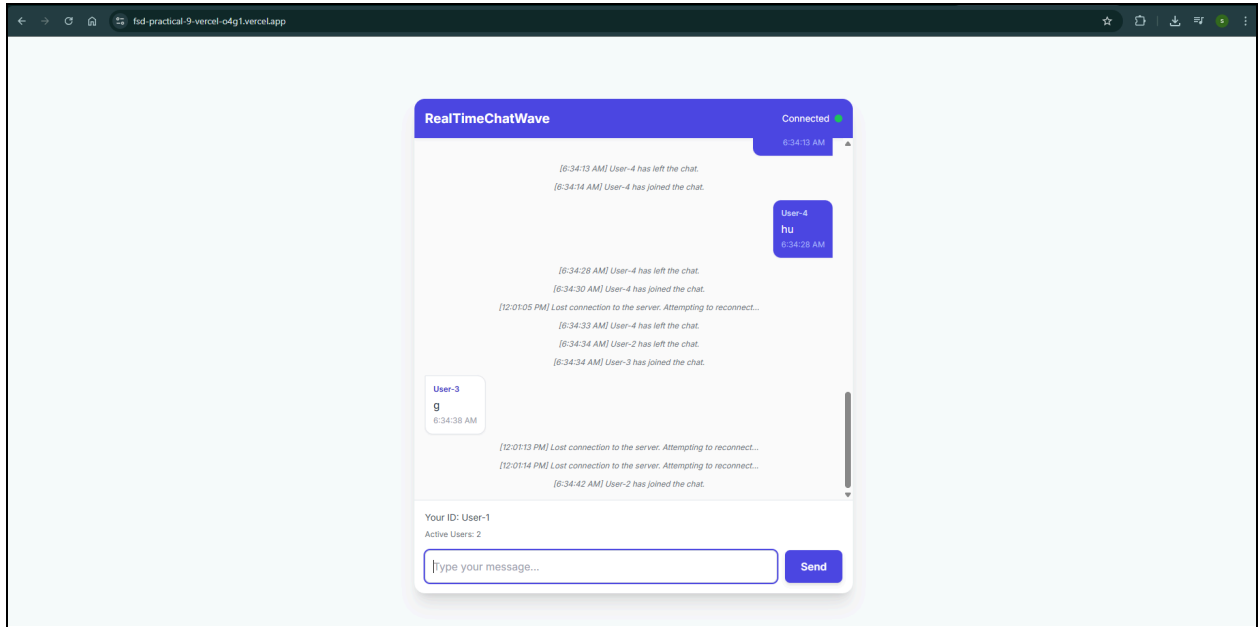 fsd-practical-9-vercel-o4g1.vercel.app
s
RealTimeChatWave
Connected
6:34:13 AM
[6:34:13 AM] User-4 has left the chat.
[6:34:14 AM] User-4 has joined the chat.
User-4
hu
6:34:28 AM
[6:34:28 AM] User-4 has left the chat.
[6:34:30 AM] User-4 has joined the chat.
[12:01:05 PM] Lost connection to the server. Attempting to reconnect...
[6:34:33 AM] User-4 has left the chat.
[6:34:34 AM] User-2 has left the chat.
[6:34:34 AM] User-3 has joined the chat.
User-3
g
6:34:38 AM
[12:01:13 PM] Lost connection to the server. Attempting to reconnect...
[12:01:14 PM] Lost connection to the server. Attempting to reconnect...
[6:34:42 AM] User-2 has joined the chat.
Your ID: User-1
Active Users: 2
Type your message...
Send